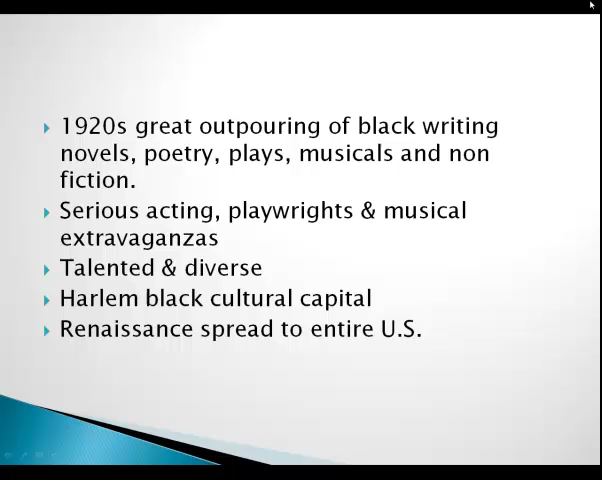 1920s great outpouring of black writing
novels, poetry, plays, musicals and non
fiction.
Serious acting, playwrights & musical
extravaganzas
Talented & diverse
Harlem black cultural capital
Renaissance spread to entire U.S.